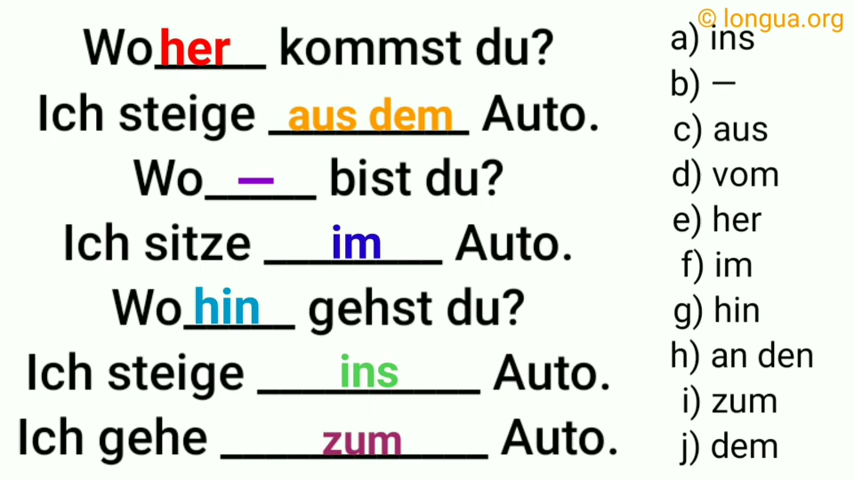 © longua.org
Woher kommst du?
Ich steige aus dem Auto.
Wo — bist du?
Ich sitze im Auto.
Wohin gehst du?
Ich steige ins Auto.
Ich gehe zum Auto.
a) ins
b) —
c) aus
d) vom
e) her
f) im
g) hin
h) an den
i) zum
j) dem